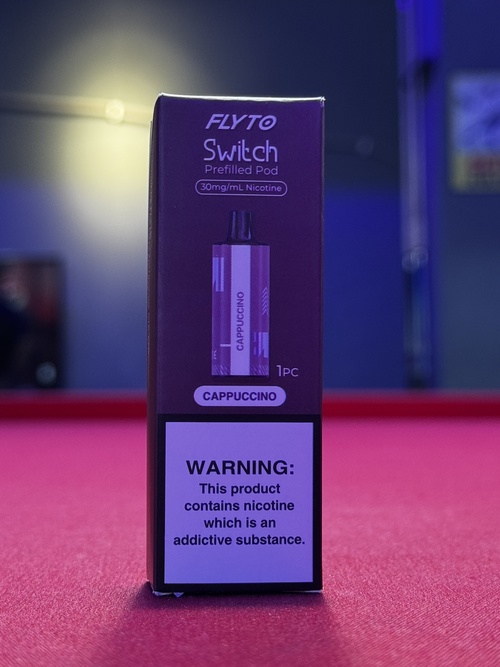 FLYTO
Switch
Prefilled Pod
30mg/mL Nicotine
CAPPUCCINO
1PC
CAPPUCCINO
WARNING:
This product
contains nicotine
which is an
addictive substance.